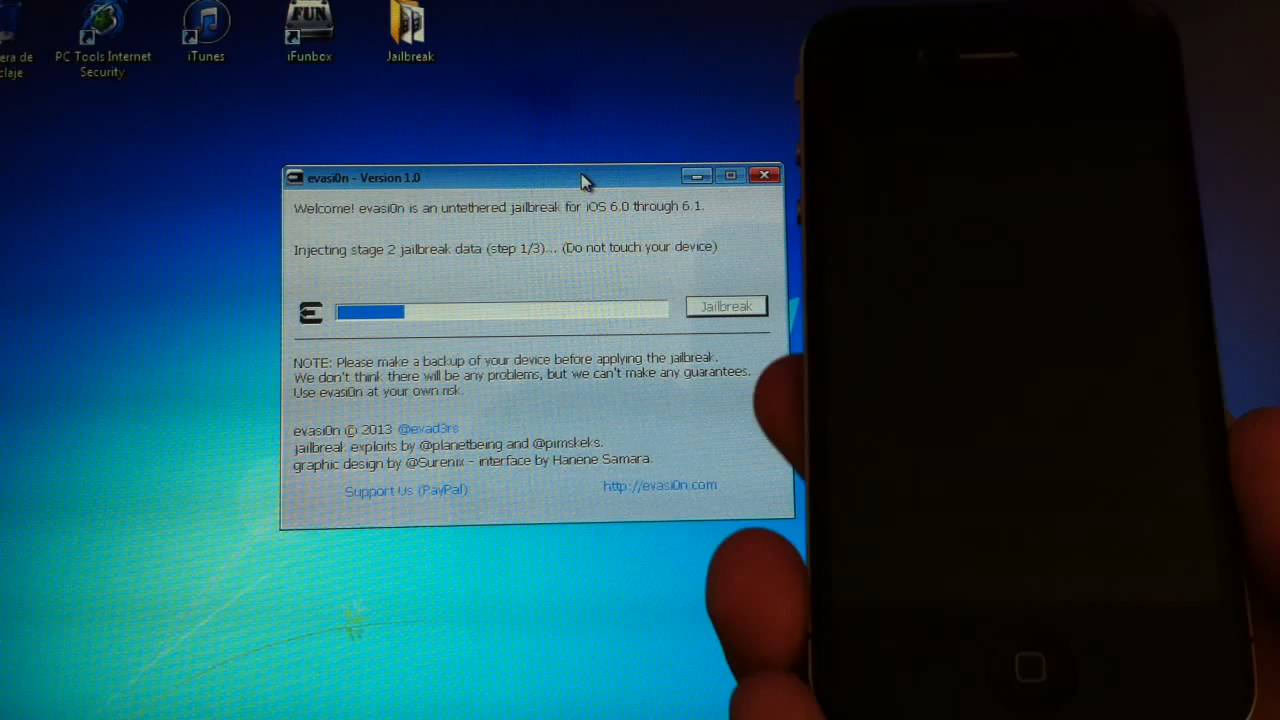 era de
claje
PC Tools Internet
Security
iTunes
FUN
iFunbox
Jailbreak
evasi0n - Version 1.0
Welcome! evasi0n is an untethered jailbreak for iOS 6.0 through 6.1.
Injecting stage 2 jailbreak data (step 1/3)... (Do not touch your device)
Jailbreak
NOTE: Please make a backup of your device before applying the jailbreak.
We don't think there will be any problems, but we can't make any guarantees.
Use evasi0n at your own risk.
evasi0n © 2013 @evad3rs
jailbreak exploits by @planetbeing and @pimskeks.
graphic design by @Surenix - interface by Hanene Samara.
Support Us (PayPal)
http://evasi0n.com